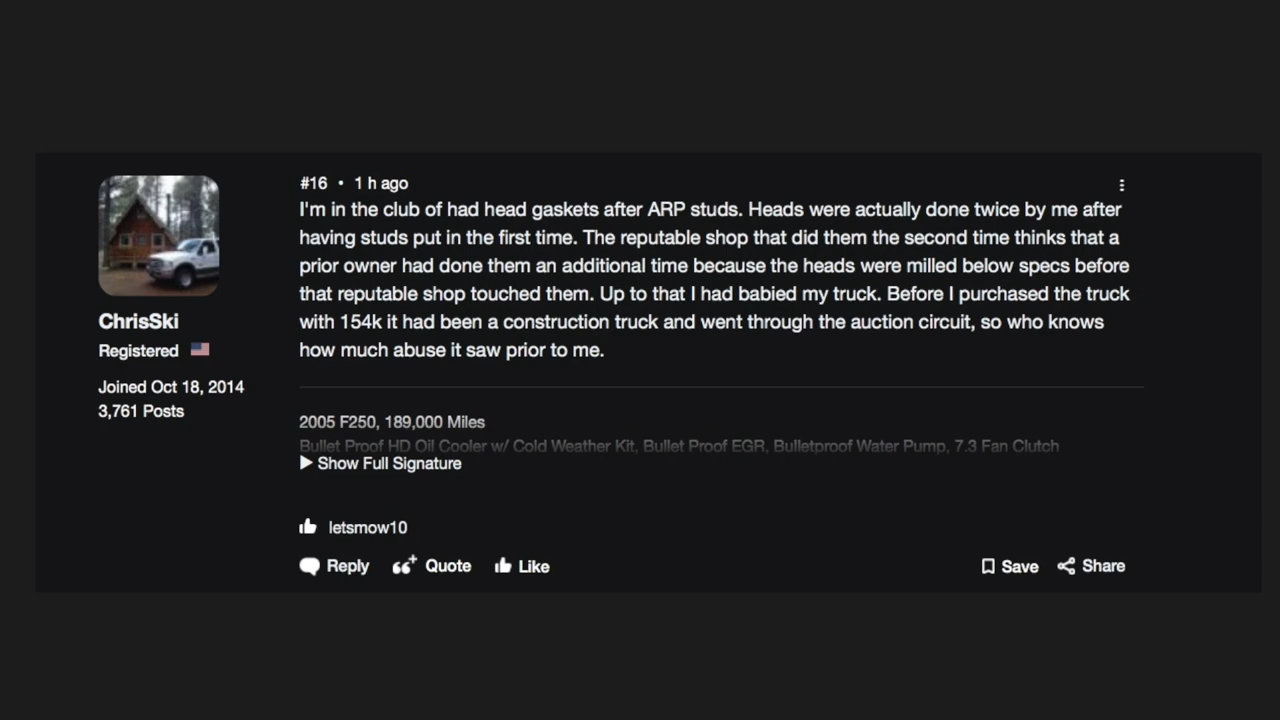 #16 • 1 h ago
I'm in the club of had head gaskets after ARP studs. Heads were actually done twice by me after
having studs put in the first time. The reputable shop that did them the second time thinks that a
prior owner had done them an additional time because the heads were milled below specs before
that reputable shop touched them. Up to that I had babied my truck. Before I purchased the truck
with 154k it had been a construction truck and went through the auction circuit, so who knows
how much abuse it saw prior to me.
ChrisSki
Registered
Joined Oct 18, 2014
3,761 Posts
2005 F250, 189,000 Miles
Bullet Proof HD Oil Cooler w/ Cold Weather Kit, Bullet Proof EGR, Bulletproof Water Pump, 7.3 Fan Clutch
▶ Show Full Signature
letsmow10
Reply Quote Like Save Share